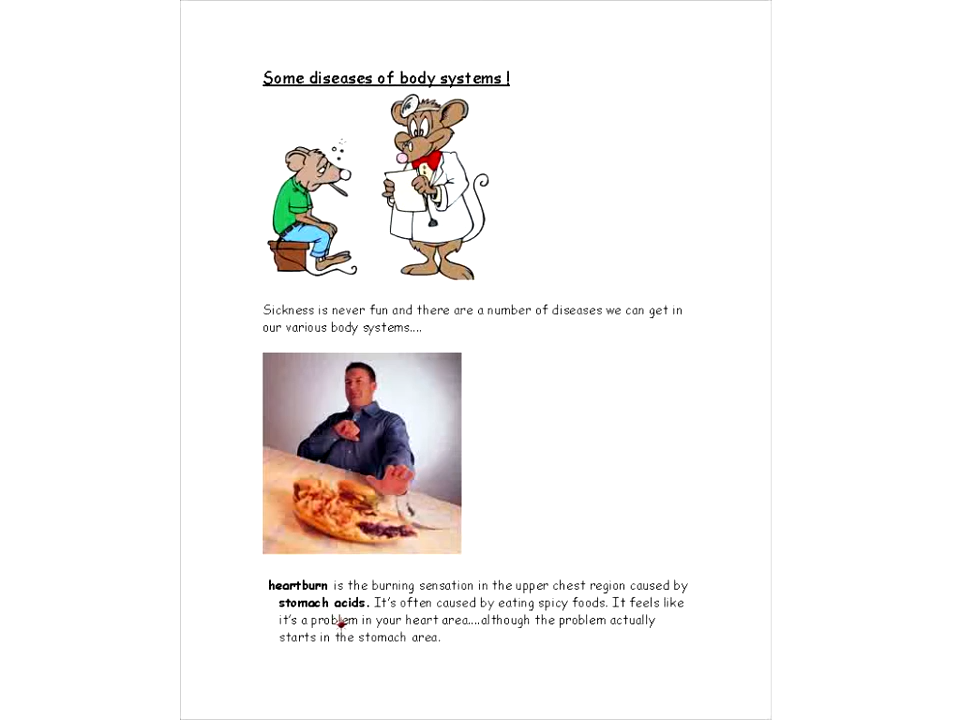 Some diseases of body systems !
Sickness is never fun and there are a number of diseases we can get in
our various body systems....
heartburn is the burning sensation in the upper chest region caused by
stomach acids. It's often caused by eating spicy foods. It feels like
it's a problem in your heart area....although the problem actually
starts in the stomach area.